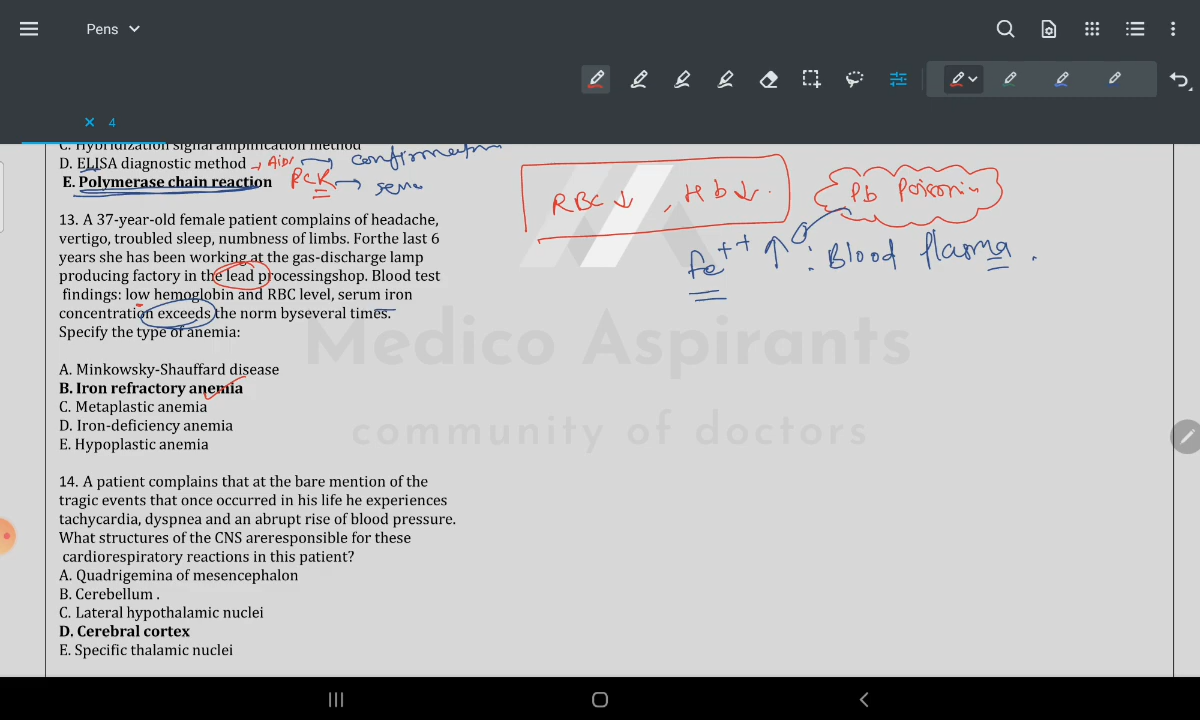 Pens
4
C. Hybridization signal amplification method
D. ELISA diagnostic method
E. Polymerase chain reaction
PCR
RBC ↓ , Hb ↓ .
Pb
Fe++ ↑ : Blood plasma .
13. A 37-year-old female patient complains of headache,
vertigo, troubled sleep, numbness of limbs. Forthe last 6
years she has been working at the gas-discharge lamp
producing factory in the lead processingshop. Blood test
findings: low hemoglobin and RBC level, serum iron
concentration exceeds the norm byseveral times.
Specify the type of anemia:
A. Minkowsky-Shauffard disease
B. Iron refractory anemia
C. Metaplastic anemia
D. Iron-deficiency anemia
E. Hypoplastic anemia
Medico Aspirants
community of doctors
14. A patient complains that at the bare mention of the
tragic events that once occurred in his life he experiences
tachycardia, dyspnea and an abrupt rise of blood pressure.
What structures of the CNS areresponsible for these
cardiorespiratory reactions in this patient?
A. Quadrigemina of mesencephalon
B. Cerebellum .
C. Lateral hypothalamic nuclei
D. Cerebral cortex
E. Specific thalamic nuclei